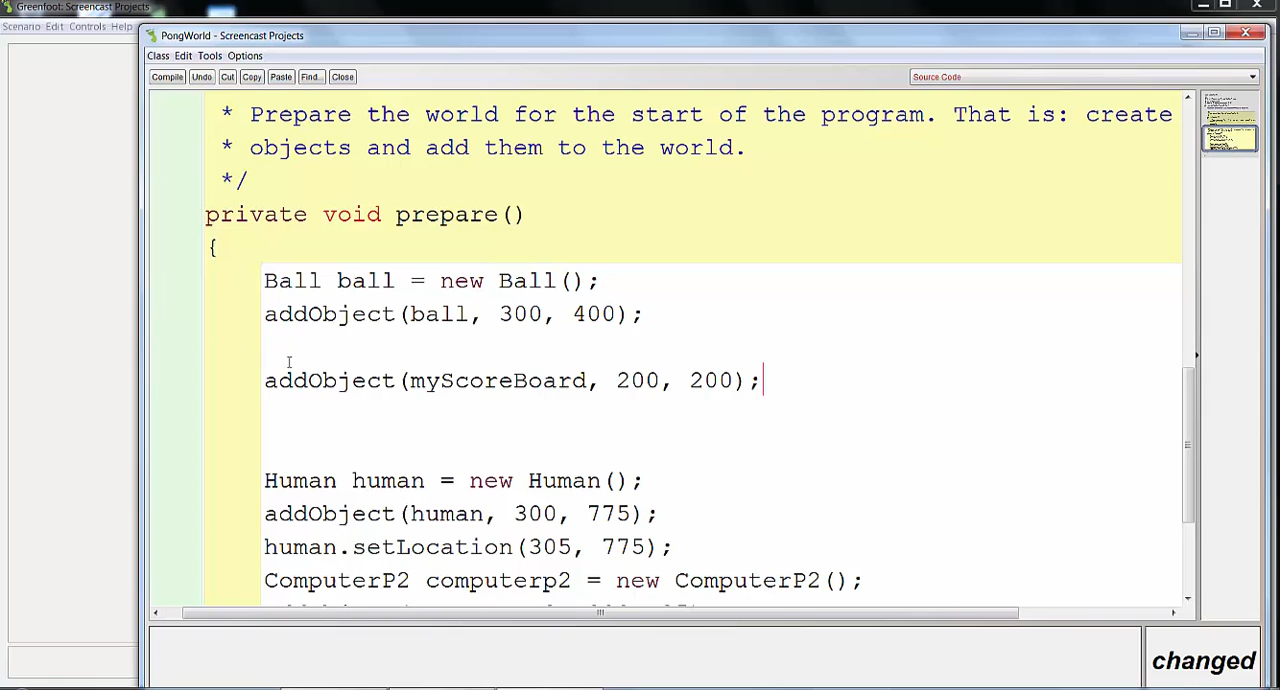 Greenfoot: Screencast Projects
Scenario Edit Controls Help
PongWorld - Screencast Projects
Class Edit Tools Options
Compile Undo Cut Copy Paste Find... Close
Source Code
* Prepare the world for the start of the program. That is: create
* objects and add them to the world.
*/
private void prepare()
{
Ball ball = new Ball();
addObject(ball, 300, 400);
addObject(myScoreBoard, 200, 200);
Human human = new Human();
addObject(human, 300, 775);
human.setLocation(305, 775);
ComputerP2 computerp2 = new ComputerP2();
changed